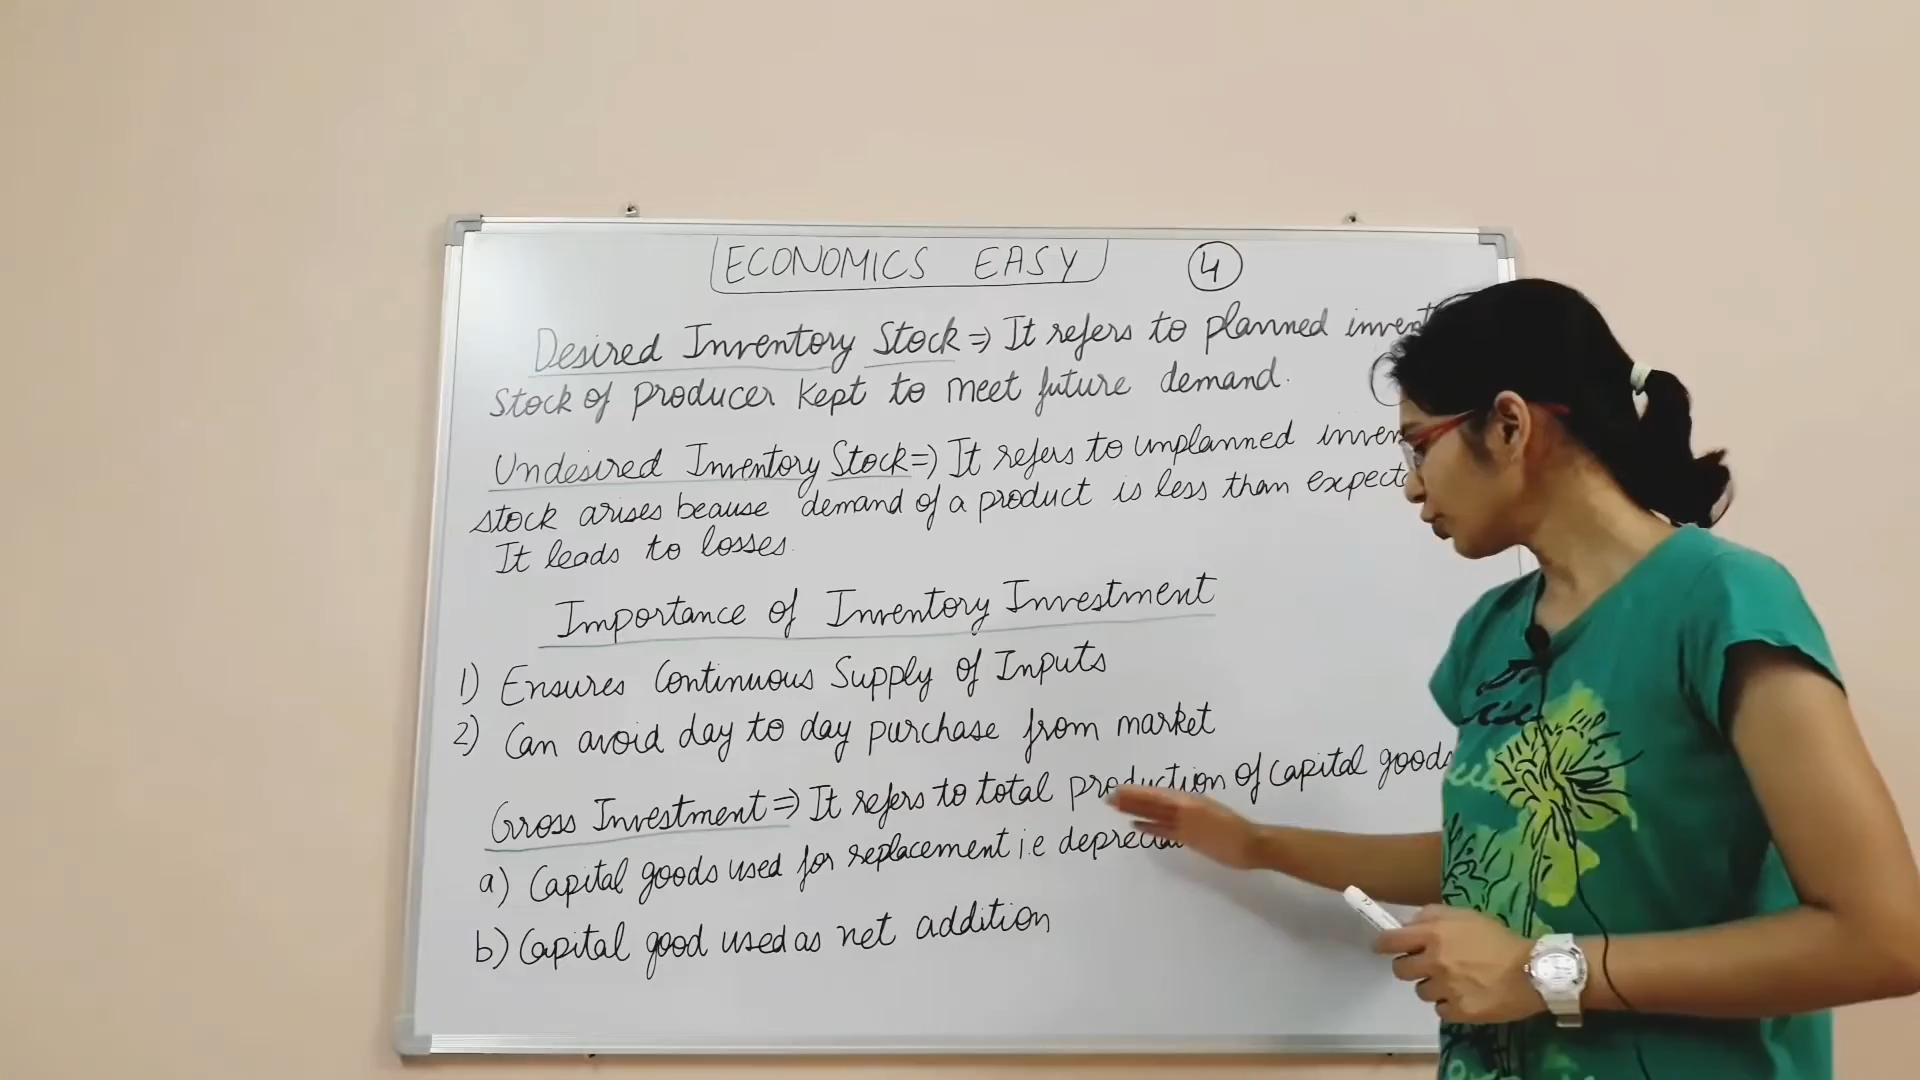 ECONOMICS EASY 4
Desired Inventory Stock => It refers to planned
Stock of Producer Kept to meet future demand.
Undesired Inventory Stock => It refers to unplanned
stock arises beause demand of a product is less than
It leads to losses.
Importance of Inventory Investment
1) Ensures Continuous Supply of Inputs
2) Can avoid day to day purchase from market
Gross Investment => It refers to total production of Capital goods
a) Capital goods used for replacement i.e
b) Capital good used as net addition